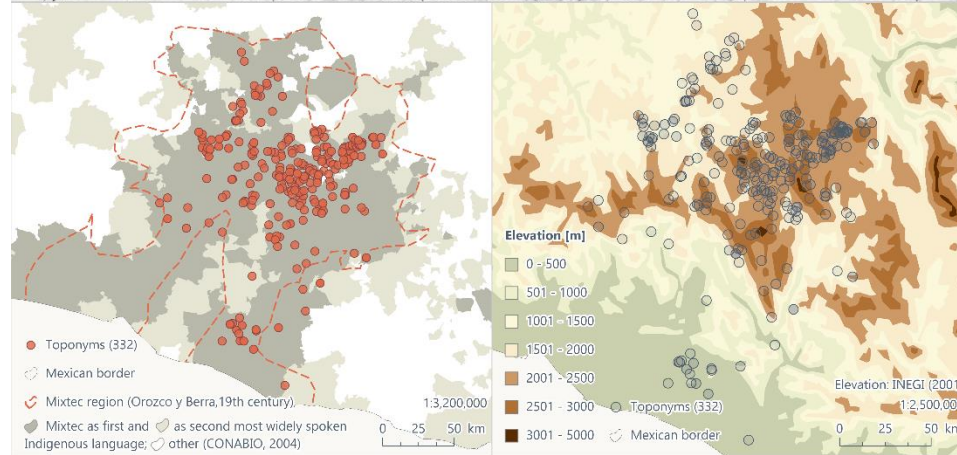 Toponyms (332)
Mexican border
Mixtec region (Orozco y Berra,19th century),
Mixtec as first and as second most widely spoken
Indigenous language; other (CONABIO, 2004)
1:3,200,000
0 25 50 km
Elevation [m]
0 - 500
501 - 1000
1001 - 1500
1501 - 2000
2001 - 2500
2501 - 3000
3001 - 5000
Toponyms (332)
Mexican border
Elevation: INEGI (2001
1:2,500,00
0 25 50 km